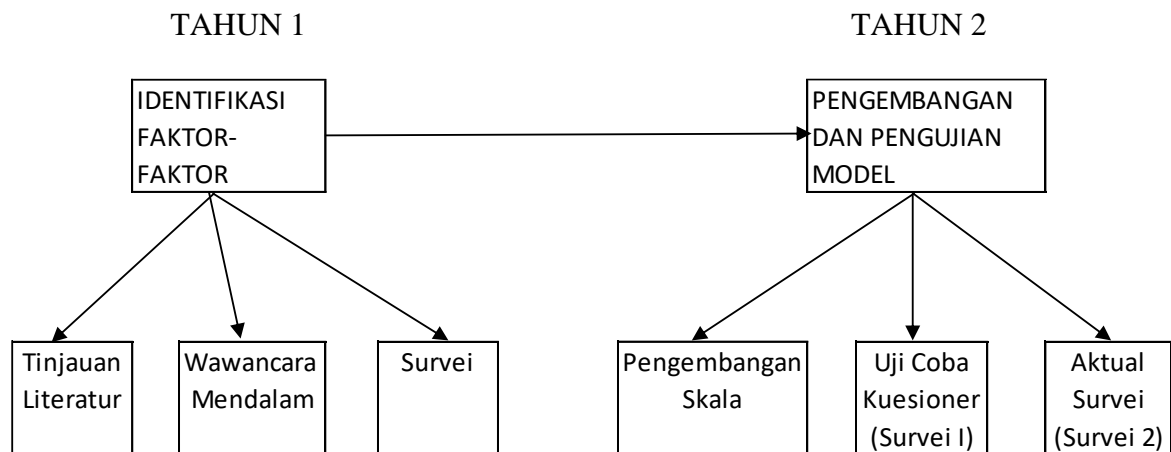 TAHUN 1
TAHUN 2
IDENTIFIKASI
FAKTOR-
FAKTOR
PENGEMBANGAN
DAN PENGUJIAN
MODEL
Tinjauan
Literatur
Wawancara
Mendalam
Survei
Pengembangan
Skala
Uji Coba
Kuesioner
(Survei I)
Aktual
Survei
(Survei 2)